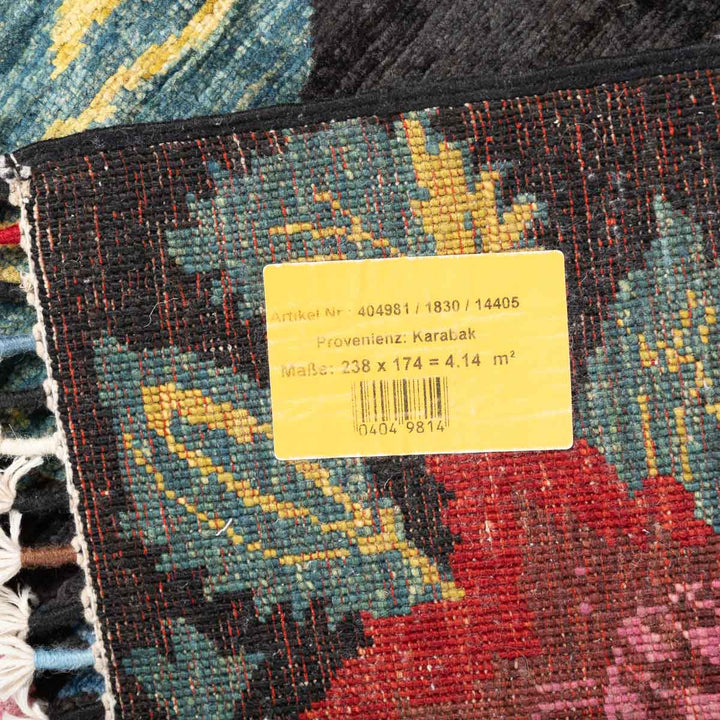 Artikel Nr.: 404981 / 1830 / 14405
Provenienz: Karabak
Maße: 238 x 174 = 4.14 m²
0404 9814